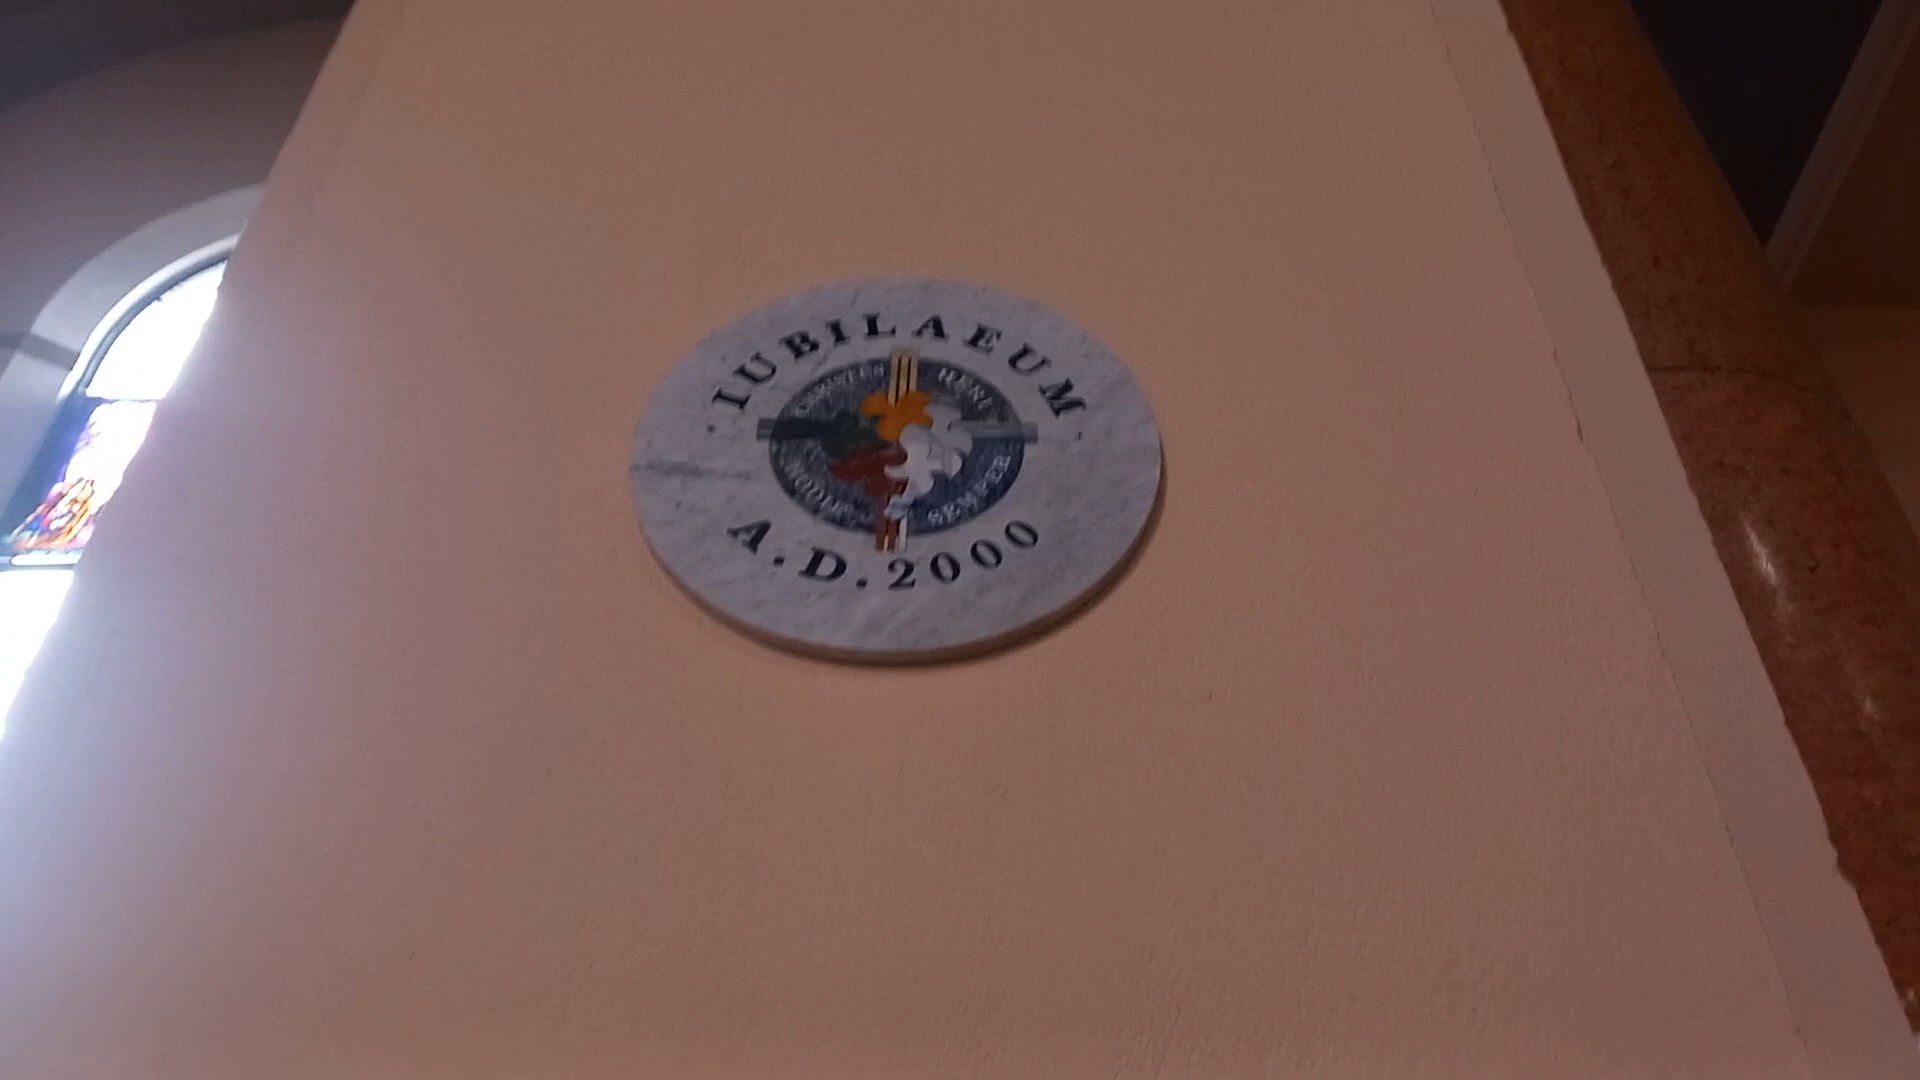 · IUBILAEUM ·
CHRISTUS HERI
HODIE SEMPER
A.D.2000